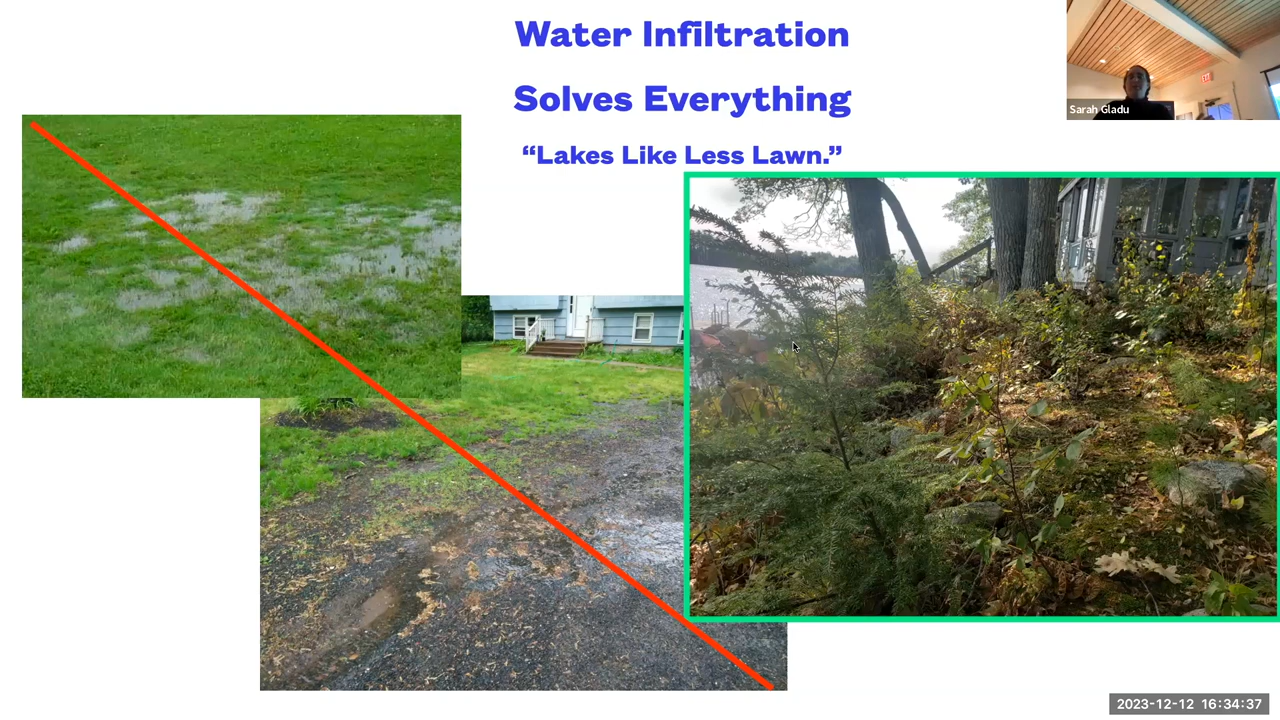 Water Infiltration
Solves Everything
“Lakes Like Less Lawn.”
Sarah Gladu
2023-12-12 16:34:37